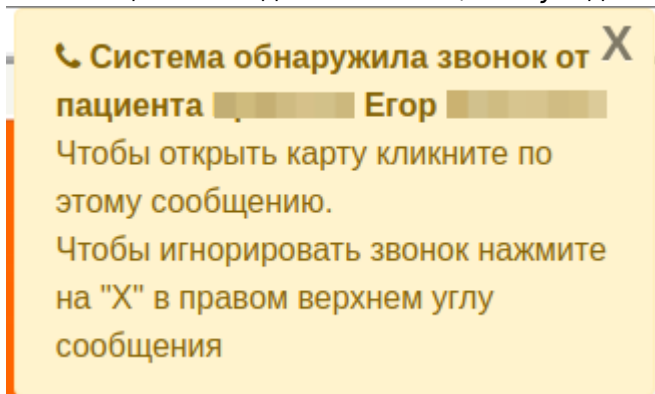 Система обнаружила звонок от X
пациента Егор
Чтобы открыть карту кликните по
этому сообщению.
Чтобы игнорировать звонок нажмите
на "X" в правом верхнем углу
сообщения